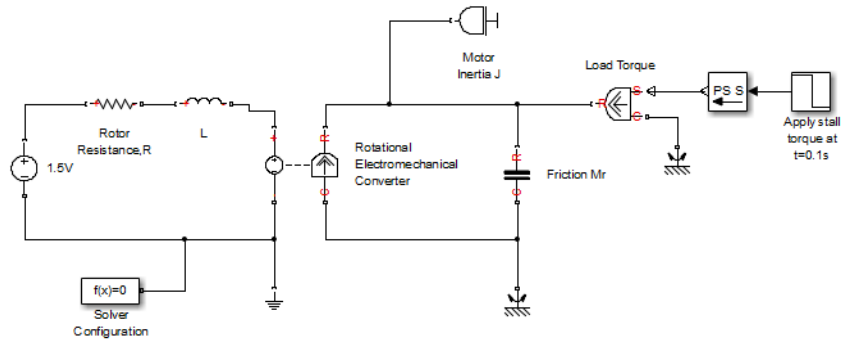 Motor
Inertia J
Load Torque
S
R
C
PS S
Apply stall
torque at
t=0.1s
Rotor
Resistance,R
L
1.5V
R
C
Rotational
Electromechanical
Converter
R
C
Friction Mr
f(x)=0
Solver
Configuration